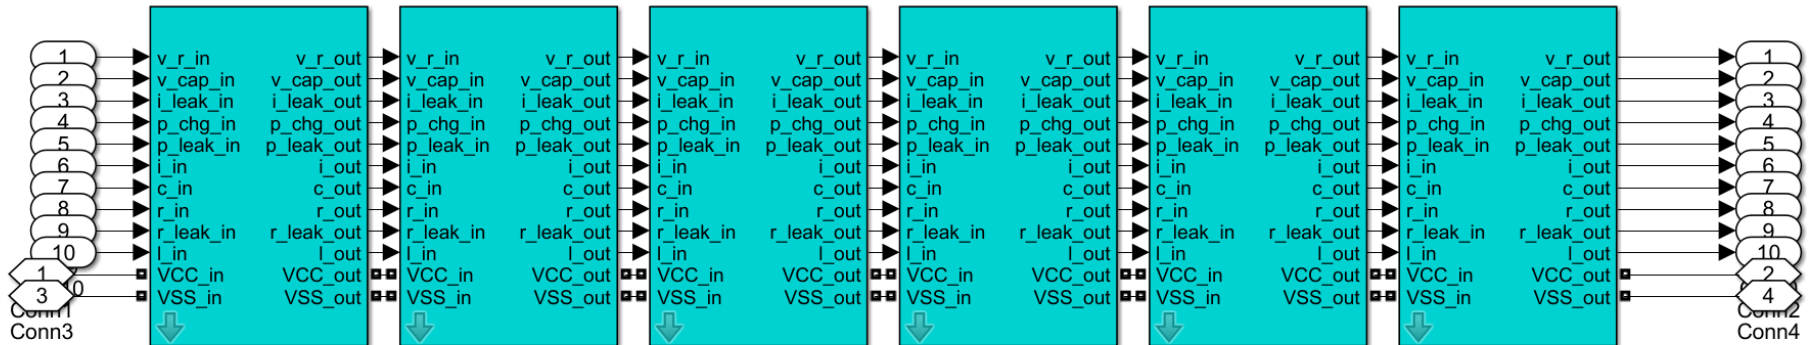 1 v_r_in v_r_out v_r_in v_r_out v_r_in v_r_out v_r_in v_r_out v_r_in v_r_out v_r_in v_r_out 1
2 v_cap_in v_cap_out v_cap_in v_cap_out v_cap_in v_cap_out v_cap_in v_cap_out v_cap_in v_cap_out v_cap_in v_cap_out 2
3 i_leak_in i_leak_out i_leak_in i_leak_out i_leak_in i_leak_out i_leak_in i_leak_out i_leak_in i_leak_out i_leak_in i_leak_out 3
4 p_chg_in p_chg_out p_chg_in p_chg_out p_chg_in p_chg_out p_chg_in p_chg_out p_chg_in p_chg_out p_chg_in p_chg_out 4
5 p_leak_in p_leak_out p_leak_in p_leak_out p_leak_in p_leak_out p_leak_in p_leak_out p_leak_in p_leak_out p_leak_in p_leak_out 5
6 i_in i_out i_in i_out i_in i_out i_in i_out i_in i_out i_in i_out 6
7 c_in c_out c_in c_out c_in c_out c_in c_out c_in c_out c_in c_out 7
8 r_in r_out r_in r_out r_in r_out r_in r_out r_in r_out r_in r_out 8
9 r_leak_in r_leak_out r_leak_in r_leak_out r_leak_in r_leak_out r_leak_in r_leak_out r_leak_in r_leak_out r_leak_in r_leak_out 9
10 l_in l_out l_in l_out l_in l_out l_in l_out l_in l_out l_in l_out 10
1 VCC_in VCC_out VCC_in VCC_out VCC_in VCC_out VCC_in VCC_out VCC_in VCC_out VCC_in VCC_out 2
3 VSS_in VSS_out VSS_in VSS_out VSS_in VSS_out VSS_in VSS_out VSS_in VSS_out VSS_in VSS_out 4
Conn1 Conn2
Conn3 Conn4